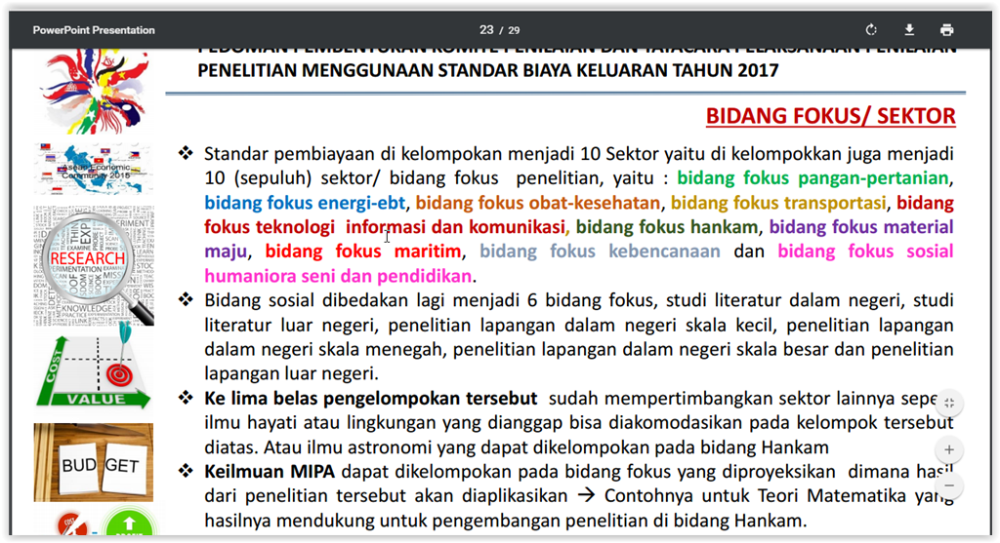 PowerPoint Presentation
23 / 29
PEDOMAN PEMBENTUKAN KOMITE PENILAIAN DAN TATACARA PELAKSANAAN PENILAIAN
PENELITIAN MENGGUNAAN STANDAR BIAYA KELUARAN TAHUN 2017
BIDANG FOKUS/ SEKTOR
❖ Standar pembiayaan di kelompokan menjadi 10 Sektor yaitu di kelompokkan juga menjadi
10 (sepuluh) sektor/ bidang fokus penelitian, yaitu : bidang fokus pangan-pertanian,
bidang fokus energi-ebt, bidang fokus obat-kesehatan, bidang fokus transportasi, bidang
fokus teknologi informasi dan komunikasi, bidang fokus hankam, bidang fokus material
maju, bidang fokus maritim, bidang fokus kebencanaan dan bidang fokus sosial
humaniora seni dan pendidikan.
❖ Bidang sosial dibedakan lagi menjadi 6 bidang fokus, studi literatur dalam negeri, studi
literatur luar negeri, penelitian lapangan dalam negeri skala kecil, penelitian lapangan
dalam negeri skala menegah, penelitian lapangan dalam negeri skala besar dan penelitian
lapangan luar negeri.
❖ Ke lima belas pengelompokan tersebut sudah mempertimbangkan sektor lainnya sepe
ilmu hayati atau lingkungan yang dianggap bisa diakomodasikan pada kelompok tersebut
diatas. Atau ilmu astronomi yang dapat dikelompokan pada bidang Hankam
❖ Keilmuan MIPA dapat dikelompokan pada bidang fokus yang diproyeksikan dimana hasil
dari penelitian tersebut akan diaplikasikan → Contohnya untuk Teori Matematika yang
hasilnya mendukung untuk pengembangan penelitian di bidang Hankam.
Asean Economic
Community 2015
RESEARCH
COST
VALUE
BUDGET